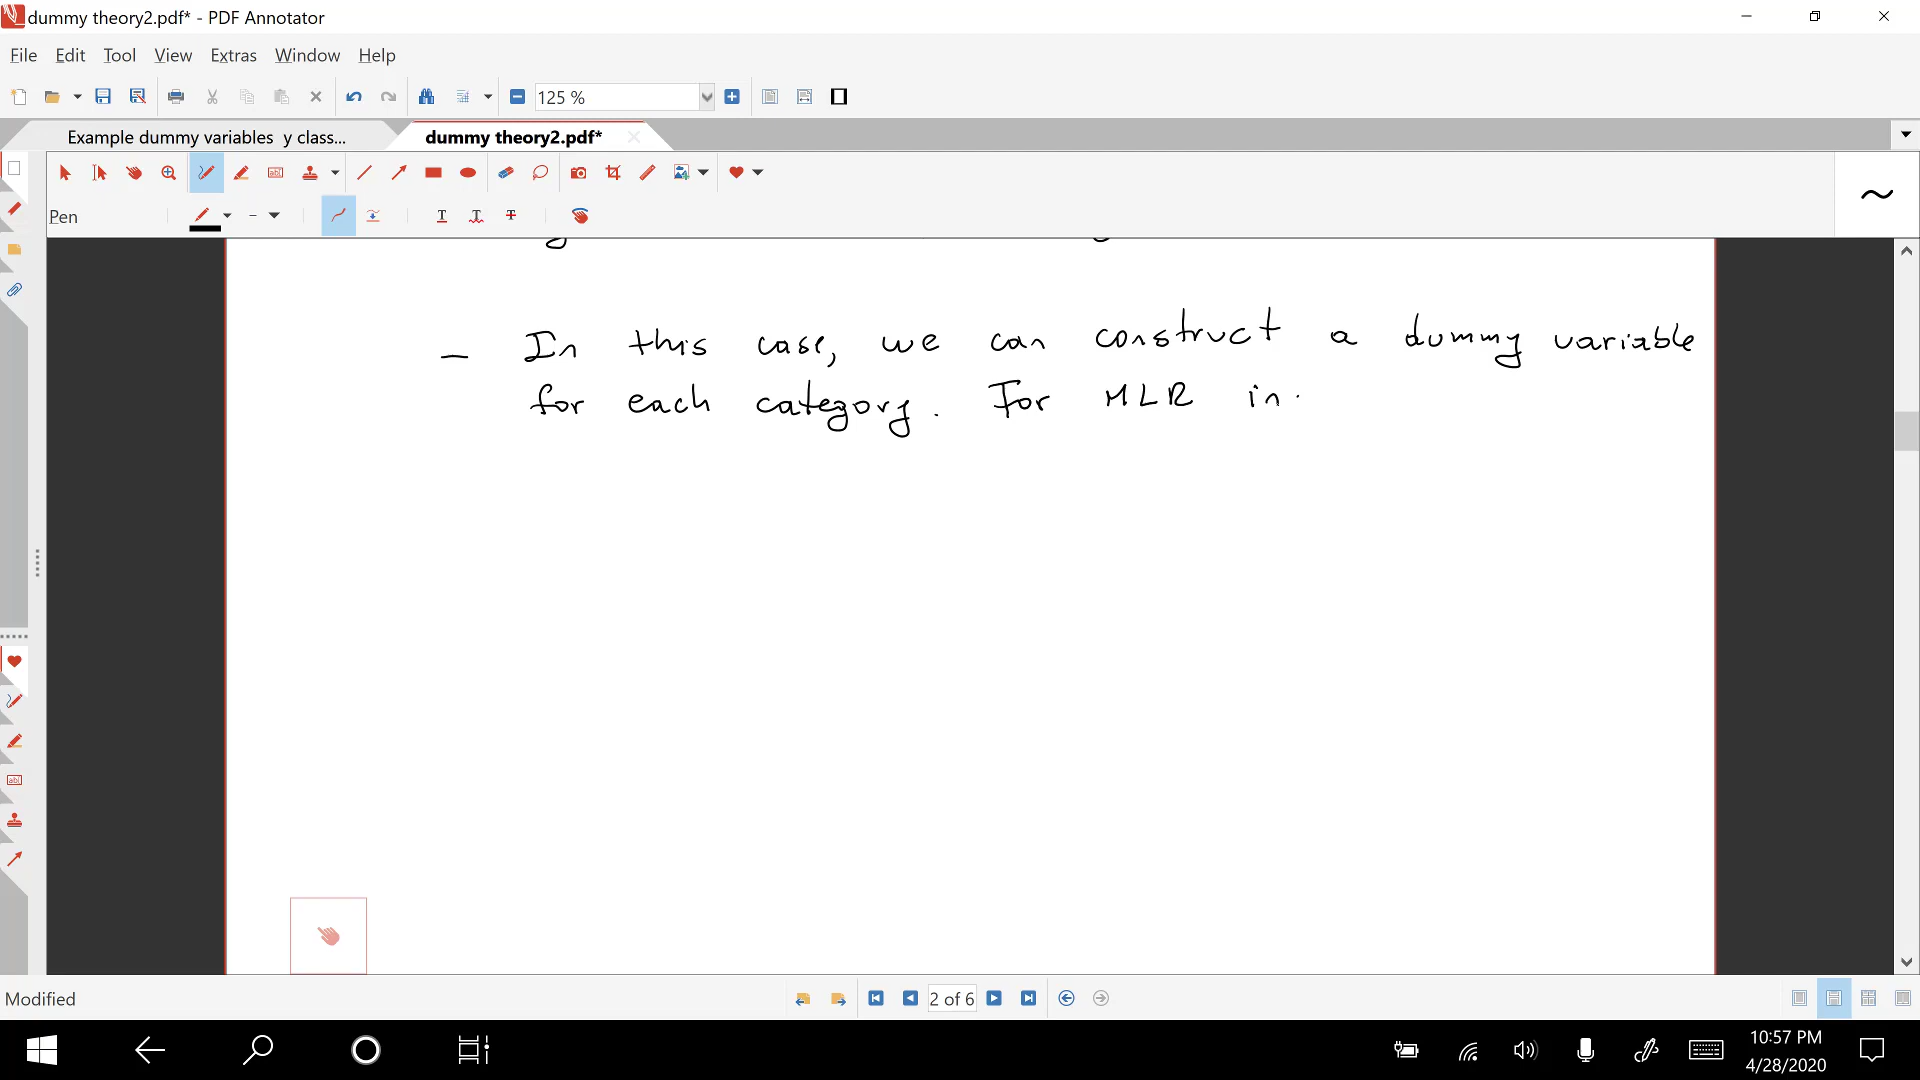 dummy theory2.pdf* - PDF Annotator
File Edit Tool View Extras Window Help
125 %
Example dummy variables y class...
dummy theory2.pdf*
Pen
— In this case, we can construct a dummy variable
for each category. For MLR in
Modified
2 of 6
10:57 PM
4/28/2020